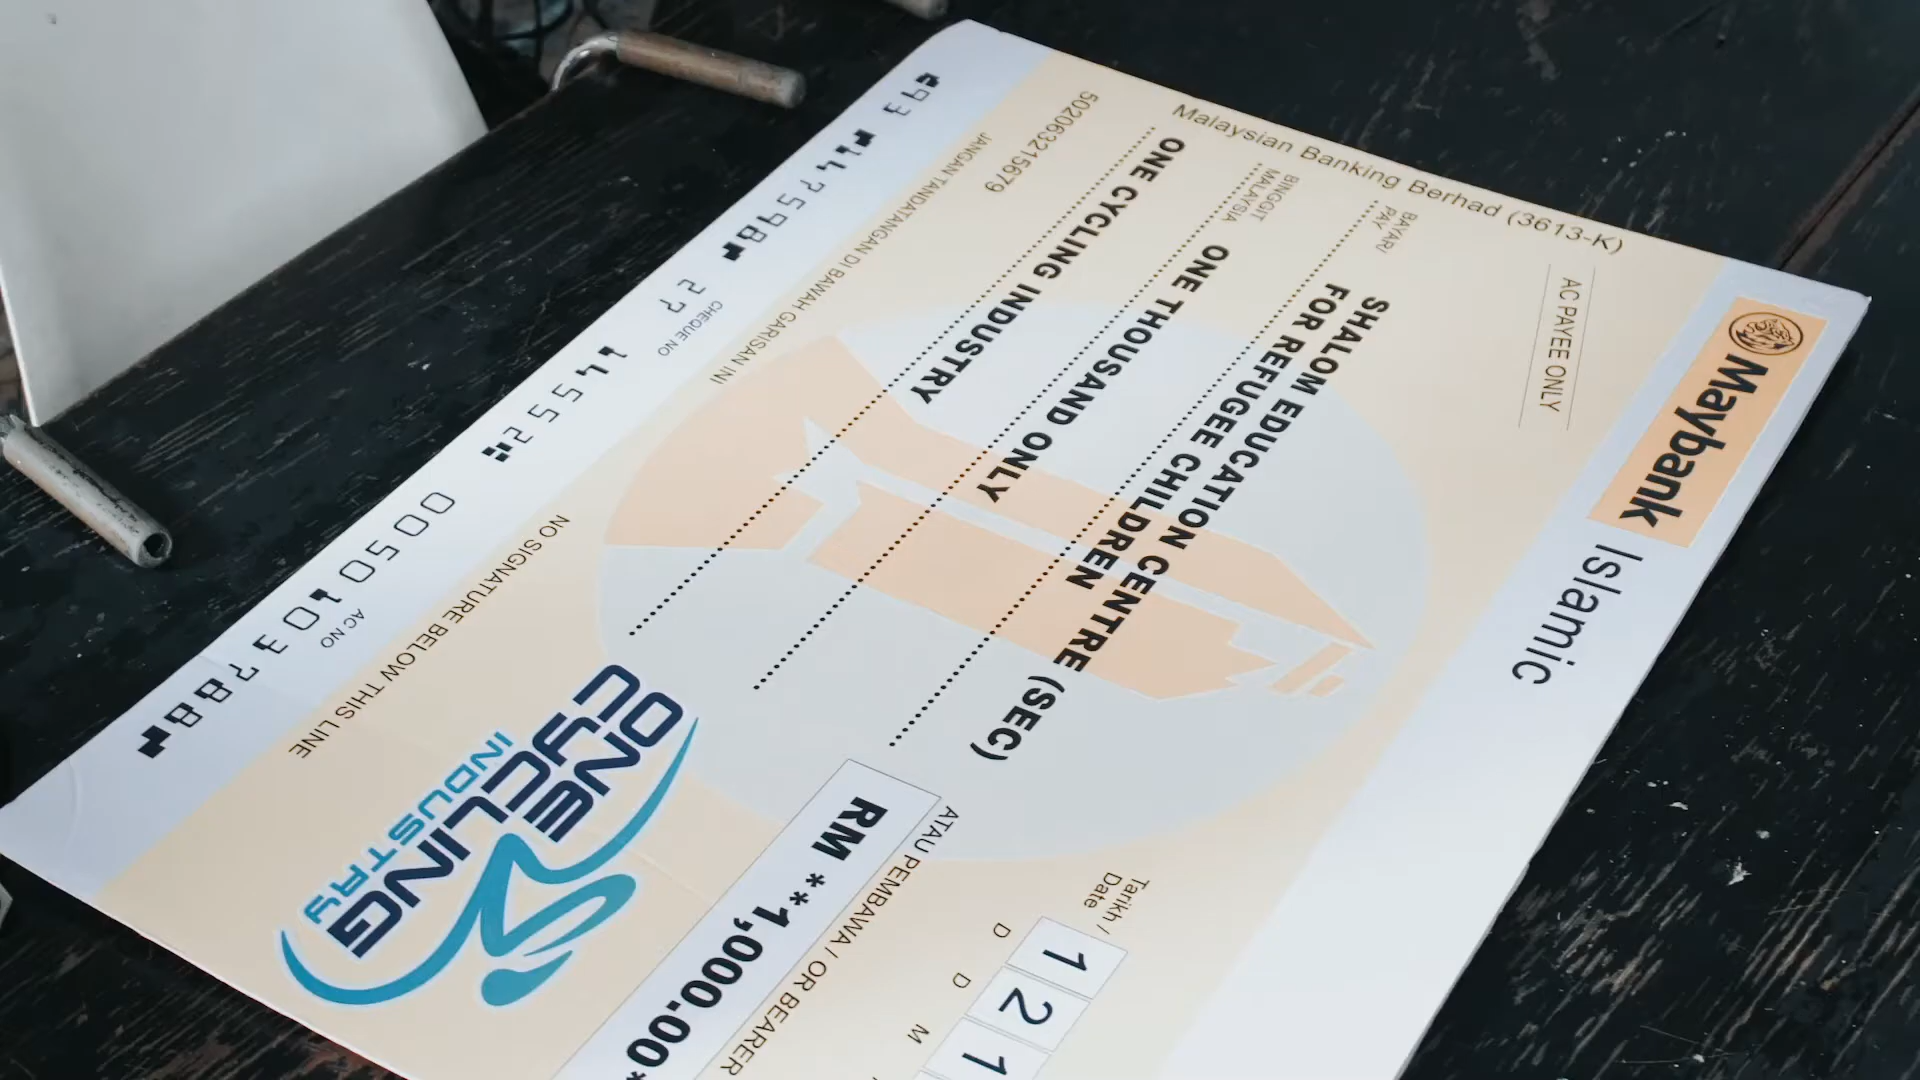 Maybank Islamic
Malaysian Banking Berhad (3613-K)
AC PAYEE ONLY
Tarikh /
Date
D D M
1 2 1
BAYAR/
PAY
SHALOM EDUCATION CENTRE (SEC)
FOR REFUGEE CHILDREN
ATAU PEMBAWA / OR BEARER
BINGGIT
MALAYSIA
ONE THOUSAND ONLY
RM **1,000.00*
ONE CYCLING INDUSTRY
502063215679
ONE
CYCLING
INDUSTRY
JANGAN TANDATANGAN DI BAWAH GARISAN INI
NO SIGNATURE BELOW THIS LINE
CHEQUE NO
AC NO